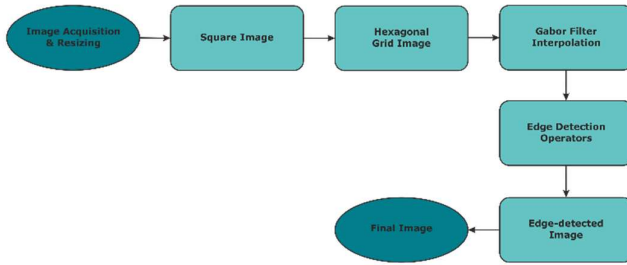 Image Acquisition
& Resizing
Square Image
Hexagonal
Grid Image
Gabor Filter
Interpolation
Edge Detection
Operators
Edge-detected
Image
Final Image